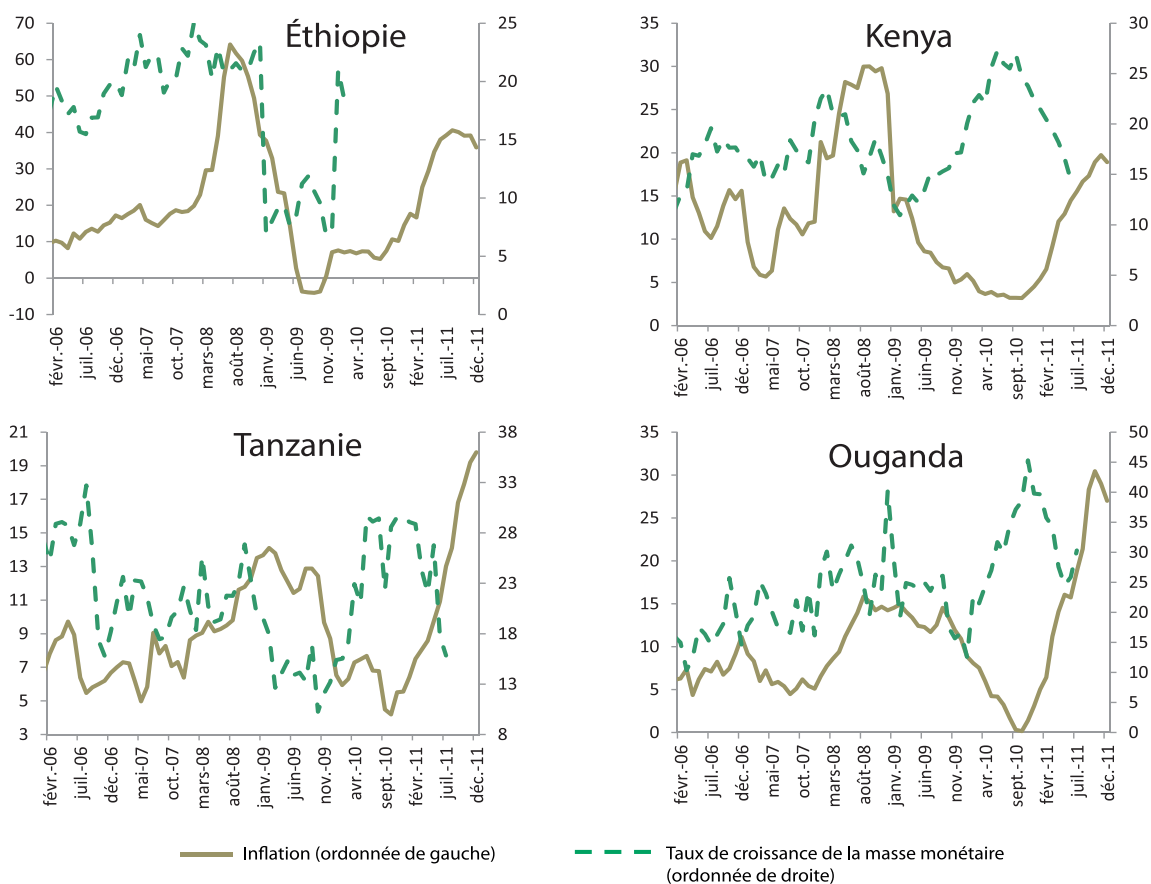 Éthiopie
70
60
50
40
30
20
10
0
-10
25
20
15
10
5
0
févr.-06
juil.-06
déc.-06
mai-07
oct.-07
mars-08
août-08
janv.-09
juin-09
nov.-09
avr.-10
sept.-10
févr.-11
juil.-11
déc.-11
Kenya
35
30
25
20
15
10
5
0
30
25
20
15
10
5
0
févr.-06
juil.-06
déc.-06
mai-07
oct.-07
mars-08
août-08
janv.-09
juin-09
nov.-09
avr.-10
sept.-10
févr.-11
juil.-11
déc.-11
Tanzanie
21
19
17
15
13
11
9
7
5
3
38
33
28
23
18
13
8
févr.-06
juil.-06
déc.-06
mai-07
oct.-07
mars-08
août-08
janv.-09
juin-09
nov.-09
avr.-10
sept.-10
févr.-11
juil.-11
déc.-11
Ouganda
35
30
25
20
15
10
5
0
50
45
40
35
30
25
20
15
10
5
0
févr.-06
juil.-06
déc.-06
mai-07
oct.-07
mars-08
août-08
janv.-09
juin-09
nov.-09
avr.-10
sept.-10
févr.-11
juil.-11
déc.-11
Inflation (ordonnée de gauche)
Taux de croissance de la masse monétaire
(ordonnée de droite)